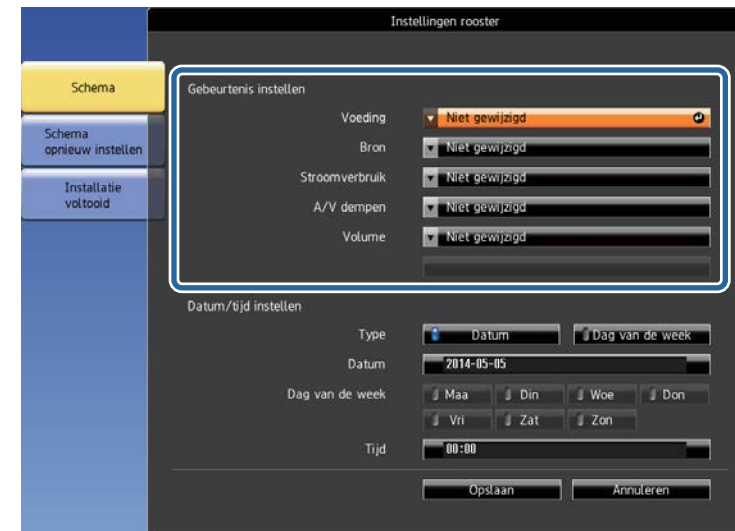 Instellingen rooster
Schema
Schema
opnieuw instellen
Installatie
voltooid
Gebeurtenis instellen
Voeding Niet gewijzigd
Bron Niet gewijzigd
Stroomverbruik Niet gewijzigd
A/V dempen Niet gewijzigd
Volume Niet gewijzigd
Datum/tijd instellen
Type Datum Dag van de week
Datum 2014-05-05
Dag van de week Maa Din Woe Don
Vri Zat Zon
Tijd 00:00
Opslaan Annuleren